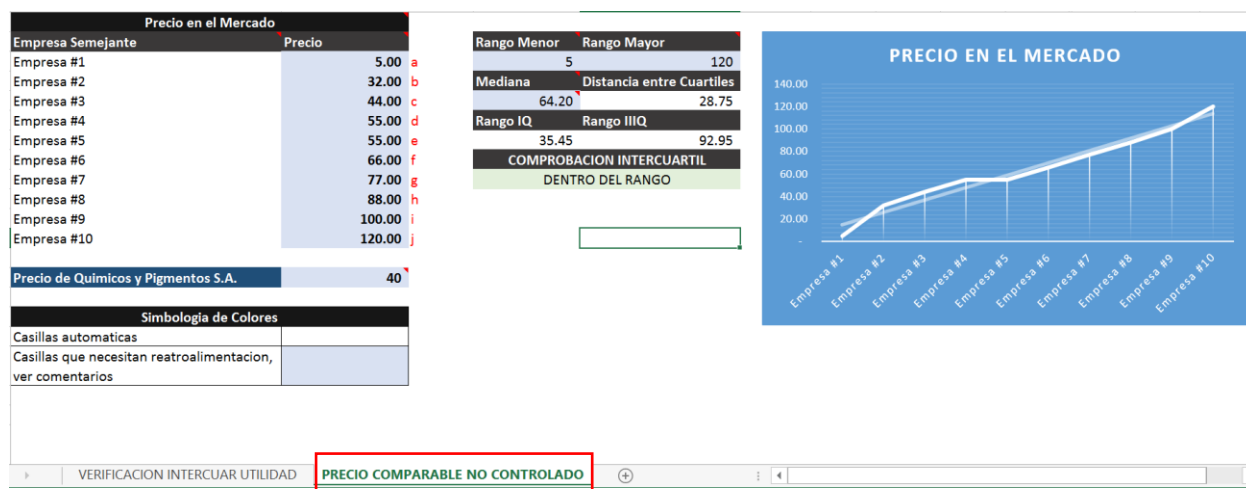 Precio en el Mercado
Empresa Semejante Precio
Empresa #1 5.00 a
Empresa #2 32.00 b
Empresa #3 44.00 c
Empresa #4 55.00 d
Empresa #5 55.00 e
Empresa #6 66.00 f
Empresa #7 77.00 g
Empresa #8 88.00 h
Empresa #9 100.00 i
Empresa #10 120.00 j
Precio de Quimicos y Pigmentos S.A. 40
Simbologia de Colores
Casillas automaticas
Casillas que necesitan reatroalimentacion,
ver comentarios
Rango Menor Rango Mayor
5 120
Mediana Distancia entre Cuartiles
64.20 28.75
Rango IQ Rango IIIQ
35.45 92.95
COMPROBACION INTERCUARTIL
DENTRO DEL RANGO
PRECIO EN EL MERCADO
140.00
120.00
100.00
80.00
60.00
40.00
20.00
-
Empresa #1
Empresa #2
Empresa #3
Empresa #4
Empresa #5
Empresa #6
Empresa #7
Empresa #8
Empresa #9
Empresa #10
VERIFICACION INTERCUAR UTILIDAD PRECIO COMPARABLE NO CONTROLADO